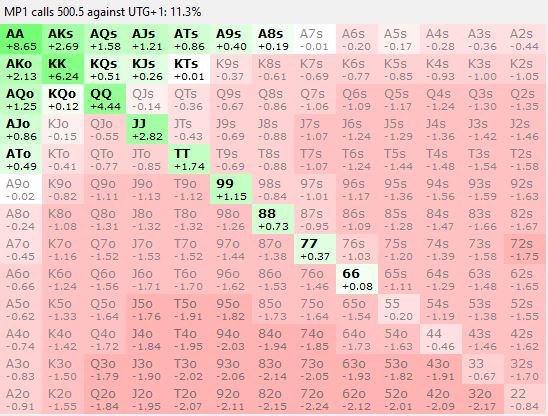 MP1 calls 500.5 against UTG+1: 11.3%
AA AKs AQs AJs ATs A9s A8s A7s A6s A5s A4s A3s A2s
+8.65 +2.69 +1.58 +1.21 +0.86 +0.40 +0.19 -0.01 -0.20 -0.17 -0.28 -0.36 -0.44
AKo KK KQs KJs KTs K9s K8s K7s K6s K5s K4s K3s K2s
+2.13 +6.24 +0.51 +0.26 +0.01 -0.37 -0.61 -0.69 -0.77 -0.85 -0.93 -1.00 -1.05
AQo KQo QQ QJs QTs Q9s Q8s Q7s Q6s Q5s Q4s Q3s Q2s
+1.25 +0.12 +4.44 -0.14 -0.36 -0.67 -0.86 -1.06 -1.09 -1.17 -1.24 -1.30 -1.35
AJo KJo QJo JJ JTs J9s J8s J7s J6s J5s J4s J3s J2s
+0.86 -0.15 -0.55 +2.82 -0.43 -0.69 -0.88 -1.07 -1.24 -1.29 -1.36 -1.42 -1.46
ATo KTo QTo JTo TT T9s T8s T7s T6s T5s T4s T3s T2s
+0.49 -0.41 -0.77 -0.85 +1.74 -0.69 -0.88 -1.07 -1.24 -1.44 -1.48 -1.54 -1.58
A9o K9o Q9o J9o T9o 99 98s 97s 96s 95s 94s 93s 92s
-0.02 -0.82 -1.11 -1.13 -1.12 +1.15 -0.84 -1.01 -1.17 -1.36 -1.56 -1.59 -1.63
A8o K8o Q8o J8o T8o 98o 88 87s 86s 85s 84s 83s 82s
-0.24 -1.08 -1.31 -1.32 -1.32 -1.26 +0.73 -0.95 -1.09 -1.28 -1.47 -1.66 -1.67
A7o K7o Q7o J7o T7o 97o 87o 77 76s 75s 74s 73s 72s
-0.45 -1.16 -1.52 -1.53 -1.52 -1.44 -1.38 +0.37 -1.03 -1.20 -1.39 -1.58 -1.75
A6o K6o Q6o J6o T6o 96o 86o 76o 66 65s 64s 63s 62s
-0.66 -1.24 -1.56 -1.71 -1.70 -1.62 -1.53 -1.46 +0.08 -1.11 -1.29 -1.48 -1.65
A5o K5o Q5o J5o T5o 95o 85o 75o 65o 55 54s 53s 52s
-0.62 -1.33 -1.64 -1.76 -1.91 -1.82 -1.73 -1.64 -1.54 -0.20 -1.19 -1.38 -1.55
A4o K4o Q4o J4o T4o 94o 84o 74o 64o 54o 44 43s 42s
-0.74 -1.42 -1.72 -1.84 -1.95 -2.03 -1.94 -1.85 -1.73 -1.63 -0.46 -1.46 -1.62
A3o K3o Q3o J3o T3o 93o 83o 73o 63o 53o 43o 33 32s
-0.83 -1.50 -1.79 -1.90 -2.02 -2.06 -2.14 -2.05 -1.93 -1.82 -1.91 -0.67 -1.70
A2o K2o Q2o J2o T2o 92o 82o 72o 62o 52o 42o 32o 22
-0.91 -1.55 -1.84 -1.95 -2.07 -2.11 -2.15 -2.24 -2.12 -2.01 -2.09 -2.17 -0.84